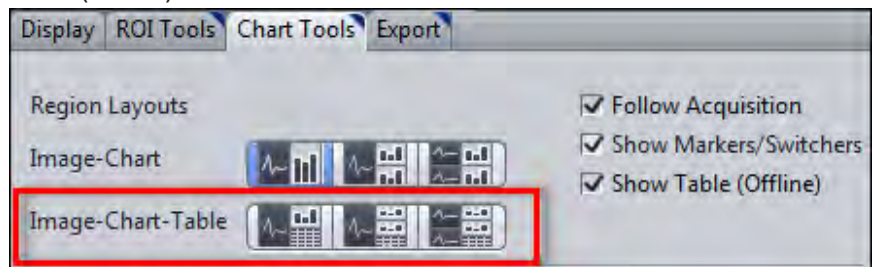 Display ROI Tools Chart Tools Export
Region Layouts
Follow Acquisition
Image-Chart
Show Markers/Switchers
Show Table (Offline)
Image-Chart-Table